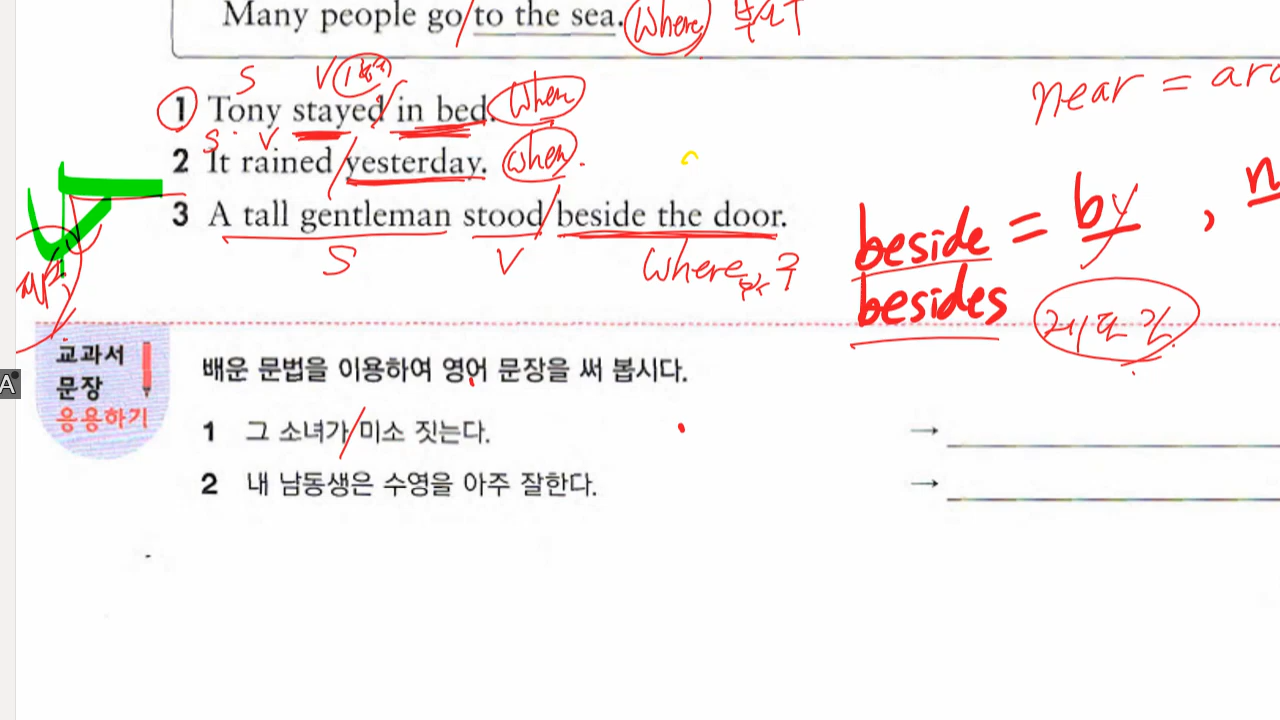 Many people go/to the sea. Where 부사구
S V
1 Tony stayed/in bed. When
near =
S V
2 It rained/yesterday. when.
3 A tall gentleman stood/beside the door.
beside = by,
S V Where
besides 게다가
교과서
문장
응용하기
배운 문법을 이용하여 영어 문장을 써 봅시다.
1 그 소녀가/미소 짓는다. →
2 내 남동생은 수영을 아주 잘한다. →
A